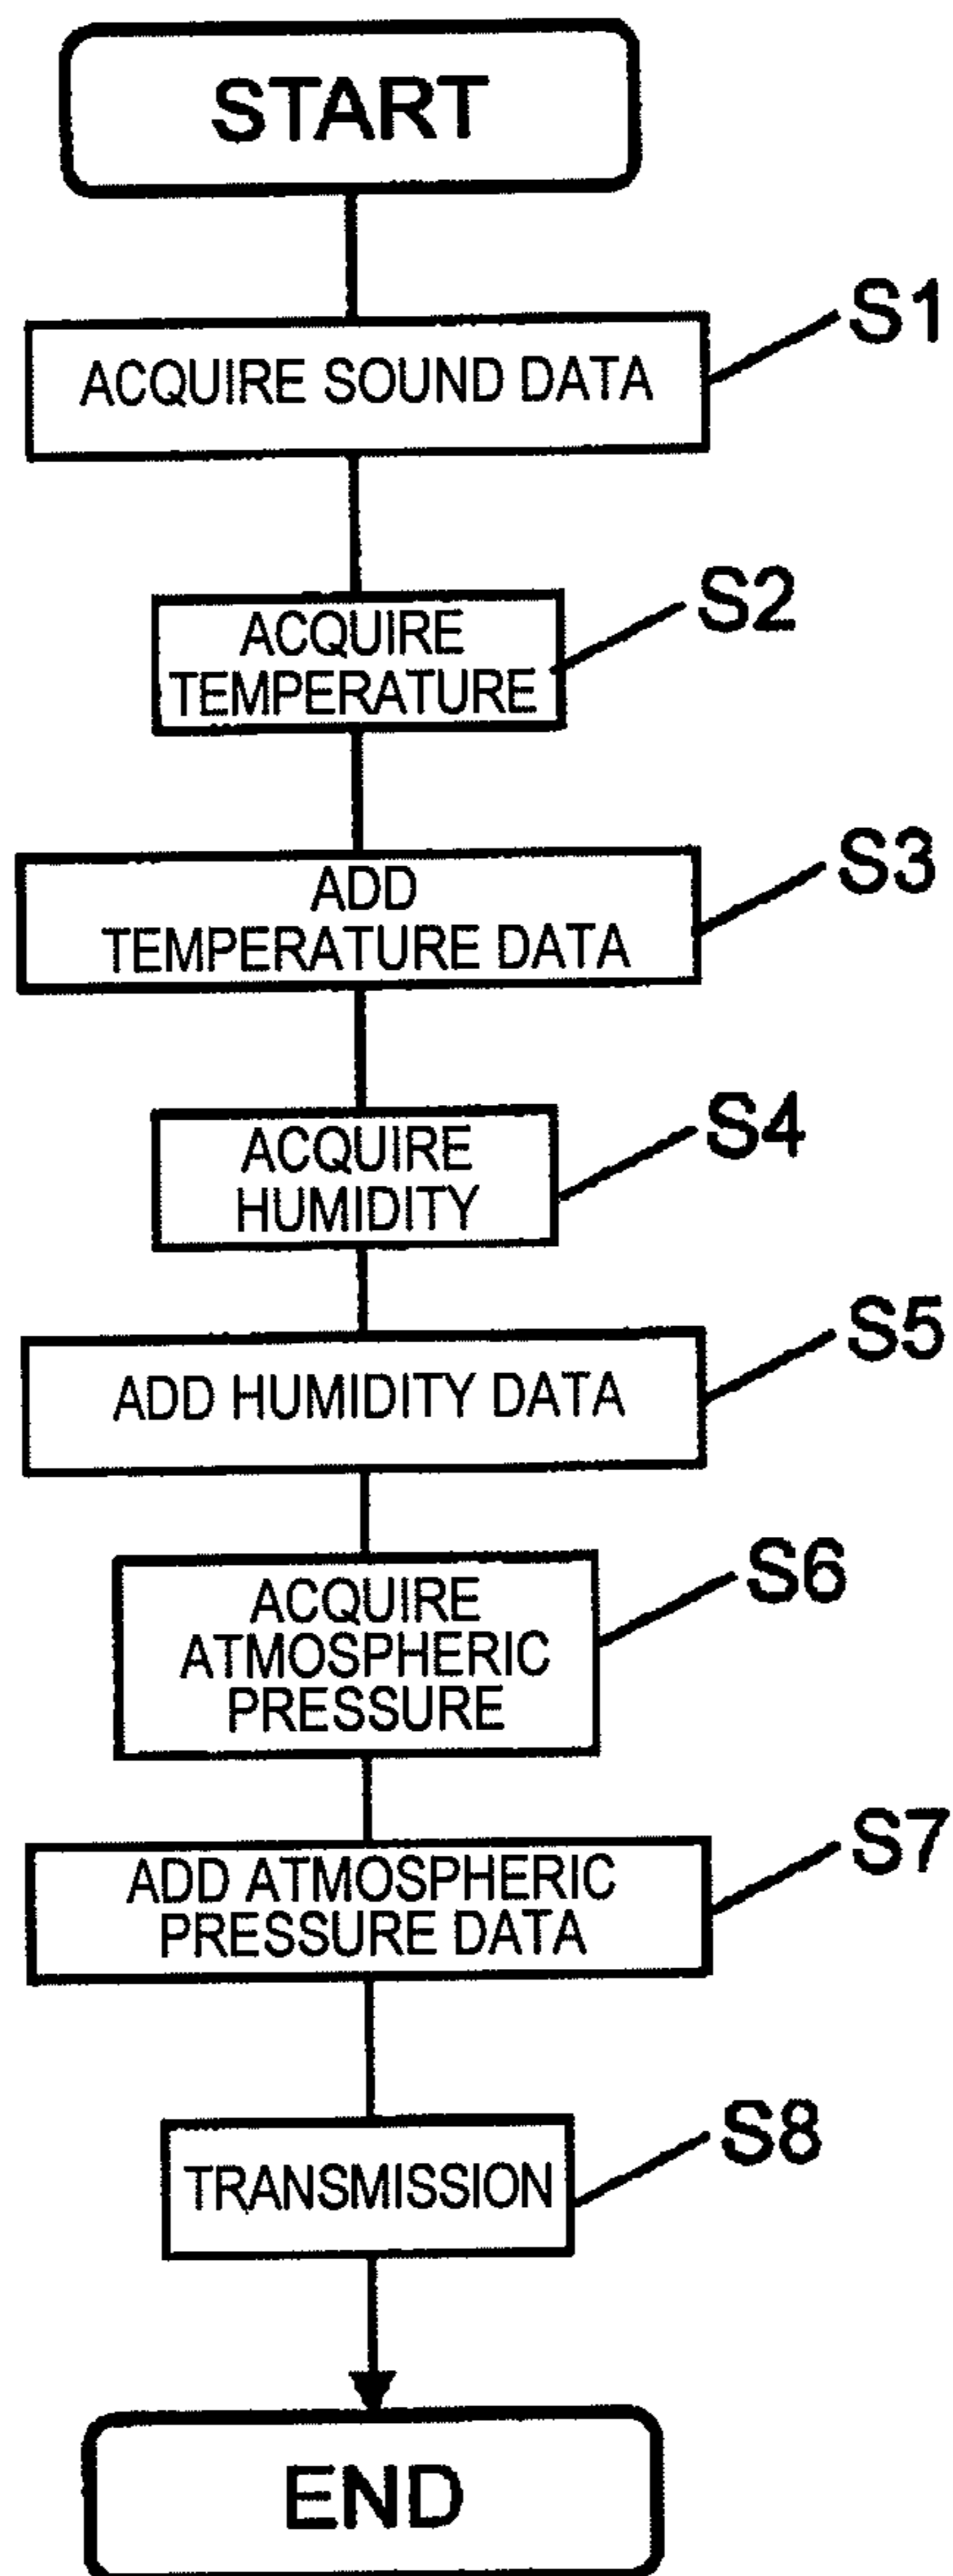 START
S1
ACQUIRE SOUND DATA
S2
ACQUIRE
TEMPERATURE
S3
ADD
TEMPERATURE DATA
S4
ACQUIRE
HUMIDITY
S5
ADD HUMIDITY DATA
S6
ACQUIRE
ATMOSPHERIC
PRESSURE
S7
ADD ATMOSPHERIC
PRESSURE DATA
S8
TRANSMISSION
END